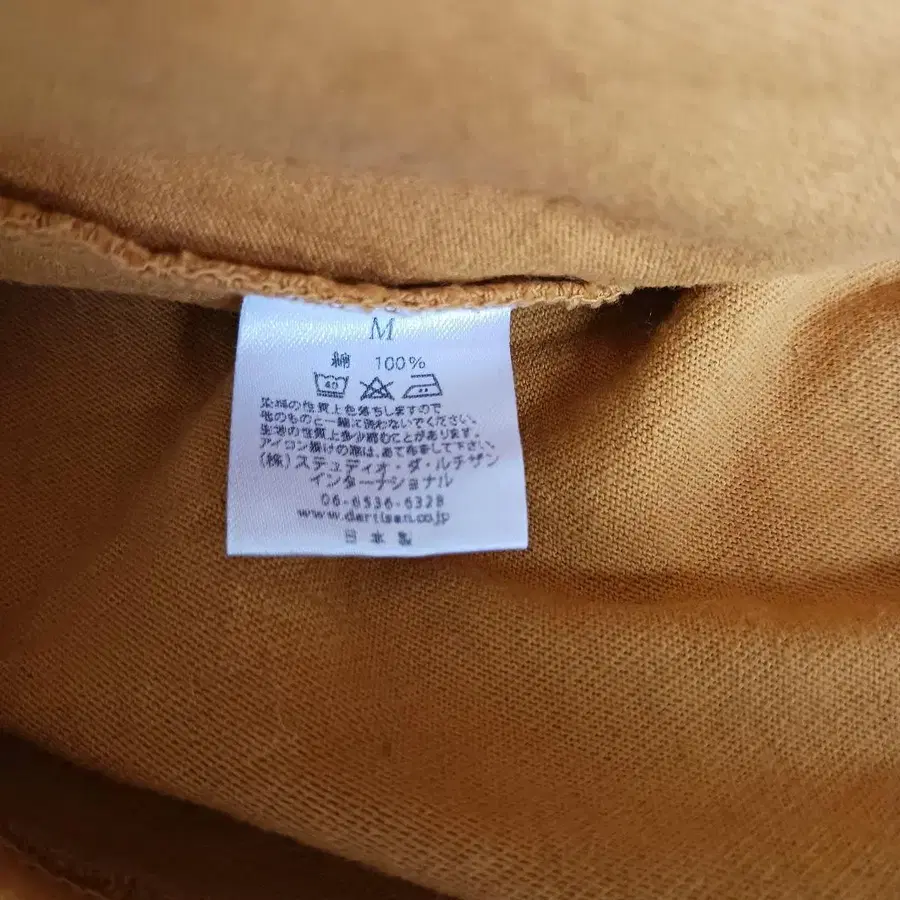 M
綿 100%
40
染料の性質上色落ちしますので
他のものと一緒に洗わないでください。
生地の性質上多少縮むことがあります。
アイロン掛けの際は、あて布をして下さい。
(株)ステュディオ・ダ・ルチザン
インターナショナル
06-6536-6328
www.dartisan.co.jp
日本製